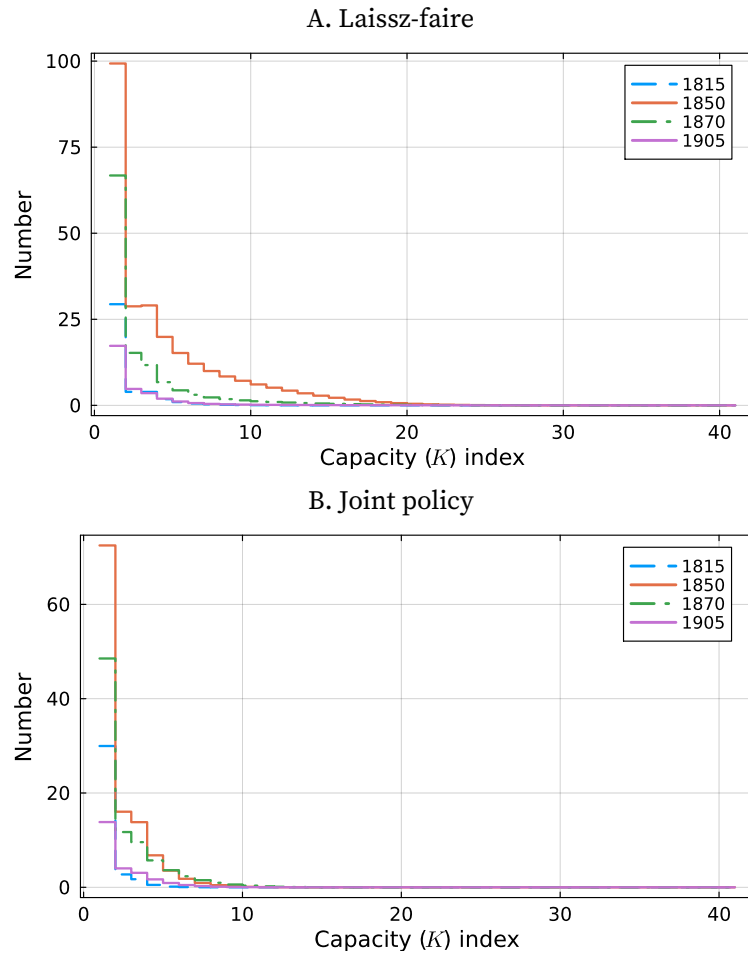 A. Laissz-faire
100
75
50
25
0
Number
1815
1850
1870
1905
0 10 20 30 40
Capacity (K) index
B. Joint policy
60
40
20
0
Number
1815
1850
1870
1905
0 10 20 30 40
Capacity (K) index